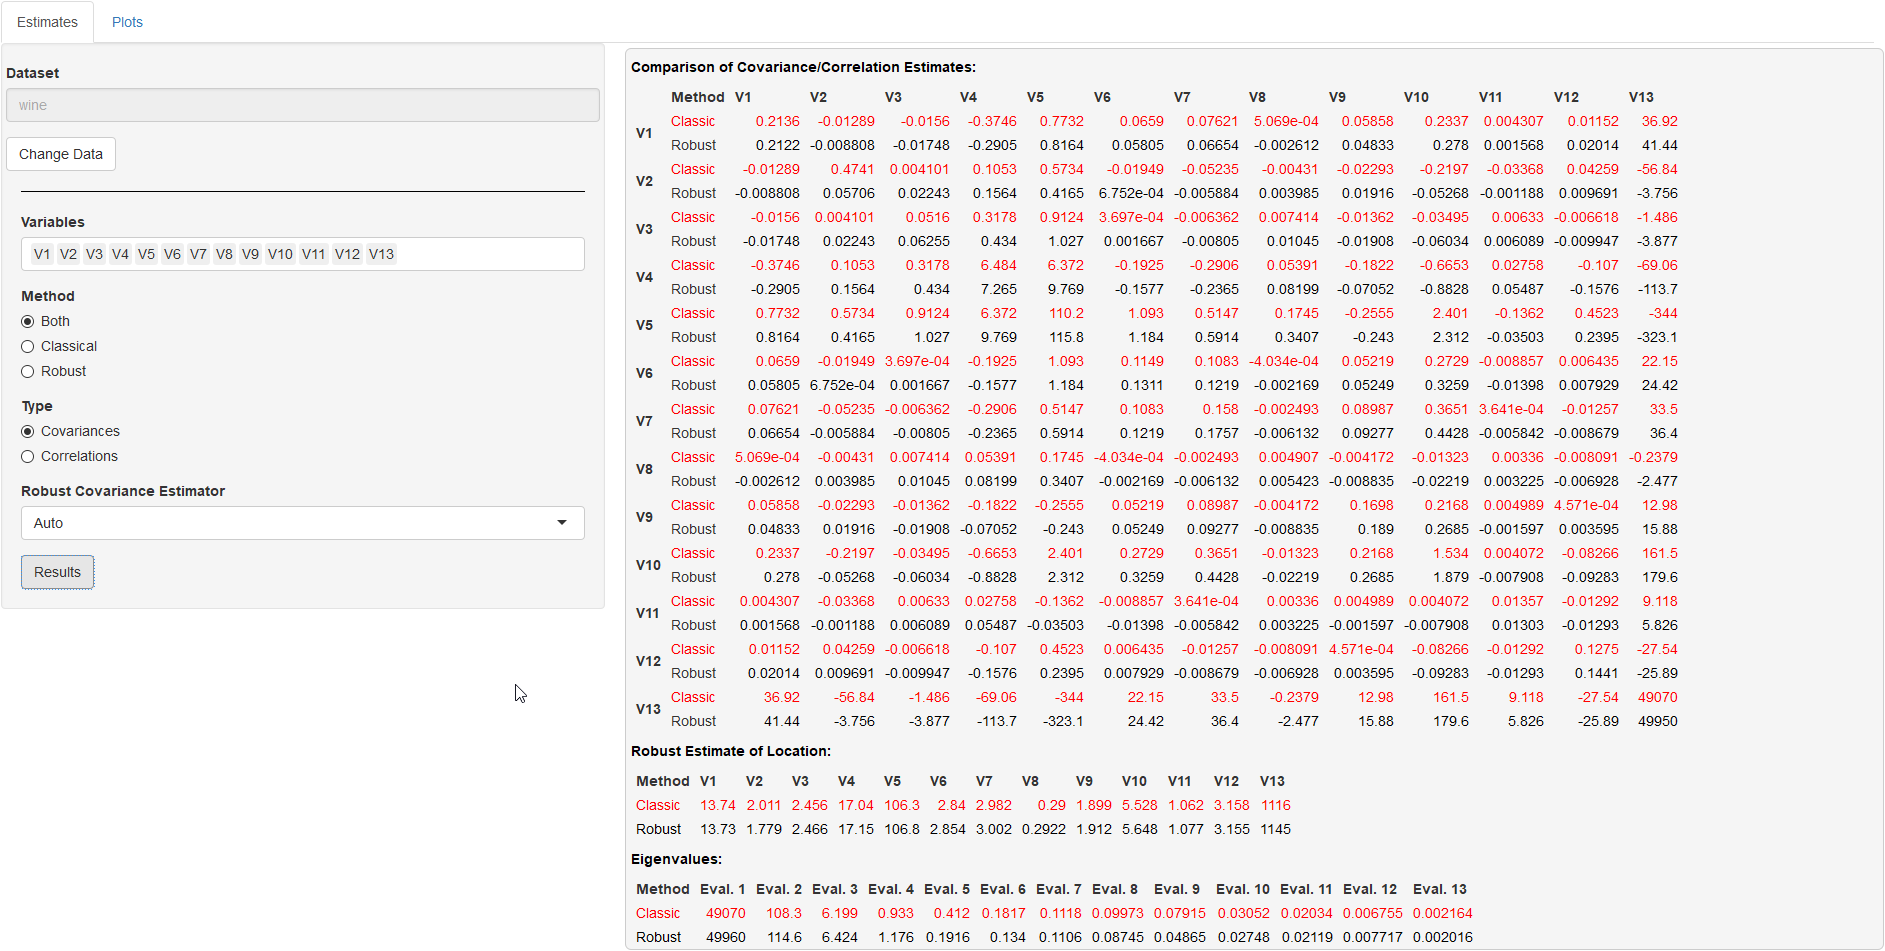 Estimates Plots
Dataset
wine
Change Data
Variables
V1 V2 V3 V4 V5 V6 V7 V8 V9 V10 V11 V12 V13
Method
Both
Classical
Robust
Type
Covariances
Correlations
Robust Covariance Estimator
Auto
Results
Comparison of Covariance/Correlation Estimates:
Method V1 V2 V3 V4 V5 V6 V7 V8 V9 V10 V11 V12 V13
V1
Classic 0.2136 -0.01289 -0.0156 -0.3746 0.7732 0.0659 0.07621 5.069e-04 0.05858 0.2337 0.004307 0.01152 36.92
Robust 0.2122 -0.008808 -0.01748 -0.2905 0.8164 0.05805 0.06654 -0.002612 0.04833 0.278 0.001568 0.02014 41.44
V2
Classic -0.01289 0.4741 0.004101 0.1053 0.5734 -0.01949 -0.05235 -0.00431 -0.02293 -0.2197 -0.03368 0.04259 -56.84
Robust -0.008808 0.05706 0.02243 0.1564 0.4165 6.752e-04 -0.005884 0.003985 0.01916 -0.05268 -0.001188 0.009691 -3.756
V3
Classic -0.0156 0.004101 0.0516 0.3178 0.9124 3.697e-04 -0.006362 0.007414 -0.01362 -0.03495 0.00633 -0.006618 -1.486
Robust -0.01748 0.02243 0.06255 0.434 1.027 0.001667 -0.00805 0.01045 -0.01908 -0.06034 0.006089 -0.009947 -3.877
V4
Classic -0.3746 0.1053 0.3178 6.484 6.372 -0.1925 -0.2906 0.05391 -0.1822 -0.6653 0.02758 -0.107 -69.06
Robust -0.2905 0.1564 0.434 7.265 9.769 -0.1577 -0.2365 0.08199 -0.07052 -0.8828 0.05487 -0.1576 -113.7
V5
Classic 0.7732 0.5734 0.9124 6.372 110.2 1.093 0.5147 0.1745 -0.2555 2.401 -0.1362 0.4523 -344
Robust 0.8164 0.4165 1.027 9.769 115.8 1.184 0.5914 0.3407 -0.243 2.312 -0.03503 0.2395 -323.1
V6
Classic 0.0659 -0.01949 3.697e-04 -0.1925 1.093 0.1149 0.1083 -4.034e-04 0.05219 0.2729 -0.008857 0.006435 22.15
Robust 0.05805 6.752e-04 0.001667 -0.1577 1.184 0.1311 0.1219 -0.002169 0.05249 0.3259 -0.01398 0.007929 24.42
V7
Classic 0.07621 -0.05235 -0.006362 -0.2906 0.5147 0.1083 0.158 -0.002493 0.08987 0.3651 3.641e-04 -0.01257 33.5
Robust 0.06654 -0.005884 -0.00805 -0.2365 0.5914 0.1219 0.1757 -0.006132 0.09277 0.4428 -0.005842 -0.008679 36.4
V8
Classic 5.069e-04 -0.00431 0.007414 0.05391 0.1745 -4.034e-04 -0.002493 0.004907 -0.004172 -0.01323 0.00336 -0.008091 -0.2379
Robust -0.002612 0.003985 0.01045 0.08199 0.3407 -0.002169 -0.006132 0.005423 -0.008835 -0.02219 0.003225 -0.006928 -2.477
V9
Classic 0.05858 -0.02293 -0.01362 -0.1822 -0.2555 0.05219 0.08987 -0.004172 0.1698 0.2168 0.004989 4.571e-04 12.98
Robust 0.04833 0.01916 -0.01908 -0.07052 -0.243 0.05249 0.09277 -0.008835 0.189 0.2685 -0.001597 0.003595 15.88
V10
Classic 0.2337 -0.2197 -0.03495 -0.6653 2.401 0.2729 0.3651 -0.01323 0.2168 1.534 0.004072 -0.08266 161.5
Robust 0.278 -0.05268 -0.06034 -0.8828 2.312 0.3259 0.4428 -0.02219 0.2685 1.879 -0.007908 -0.09283 179.6
V11
Classic 0.004307 -0.03368 0.00633 0.02758 -0.1362 -0.008857 3.641e-04 0.00336 0.004989 0.004072 0.01357 -0.01292 9.118
Robust 0.001568 -0.001188 0.006089 0.05487 -0.03503 -0.01398 -0.005842 0.003225 -0.001597 -0.007908 0.01303 -0.01293 5.826
V12
Classic 0.01152 0.04259 -0.006618 -0.107 0.4523 0.006435 -0.01257 -0.008091 4.571e-04 -0.08266 -0.01292 0.1275 -27.54
Robust 0.02014 0.009691 -0.009947 -0.1576 0.2395 0.007929 -0.008679 -0.006928 0.003595 -0.09283 -0.01293 0.1441 -25.89
V13
Classic 36.92 -56.84 -1.486 -69.06 -344 22.15 33.5 -0.2379 12.98 161.5 9.118 -27.54 49070
Robust 41.44 -3.756 -3.877 -113.7 -323.1 24.42 36.4 -2.477 15.88 179.6 5.826 -25.89 49950
Robust Estimate of Location:
Method V1 V2 V3 V4 V5 V6 V7 V8 V9 V10 V11 V12 V13
Classic 13.74 2.011 2.456 17.04 106.3 2.84 2.982 0.29 1.899 5.528 1.062 3.158 1116
Robust 13.73 1.779 2.466 17.15 106.8 2.854 3.002 0.2922 1.912 5.648 1.077 3.155 1145
Eigenvalues:
Method Eval. 1 Eval. 2 Eval. 3 Eval. 4 Eval. 5 Eval. 6 Eval. 7 Eval. 8 Eval. 9 Eval. 10 Eval. 11 Eval. 12 Eval. 13
Classic 49070 108.3 6.199 0.933 0.412 0.1817 0.1118 0.09973 0.07915 0.03052 0.02034 0.006755 0.002164
Robust 49960 114.6 6.424 1.176 0.1916 0.134 0.1106 0.08745 0.04865 0.02748 0.02119 0.007717 0.002016